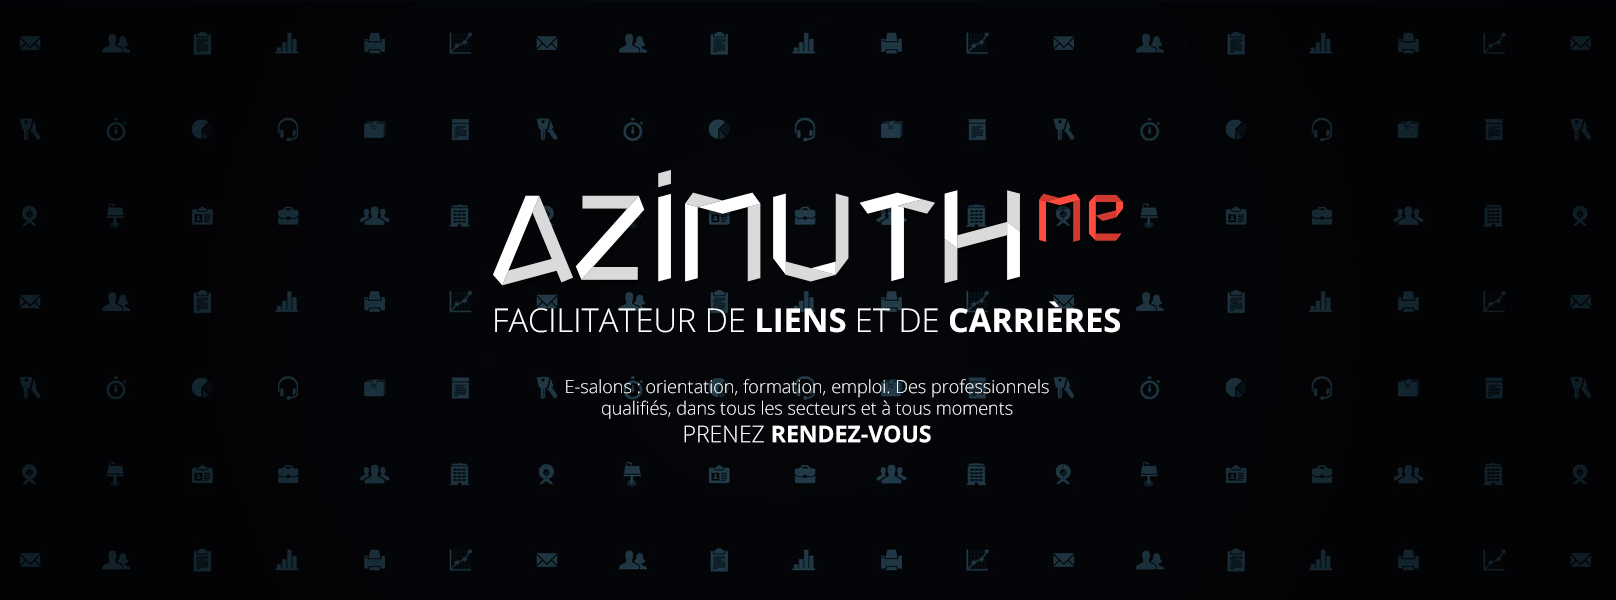 AZiMUTH me
FACILITATEUR DE LIENS ET DE CARRIÈRES
E-salons : orientation, formation, emploi. Des professionnels
qualifiés, dans tous les secteurs et à tous moments
PRENEZ RENDEZ-VOUS